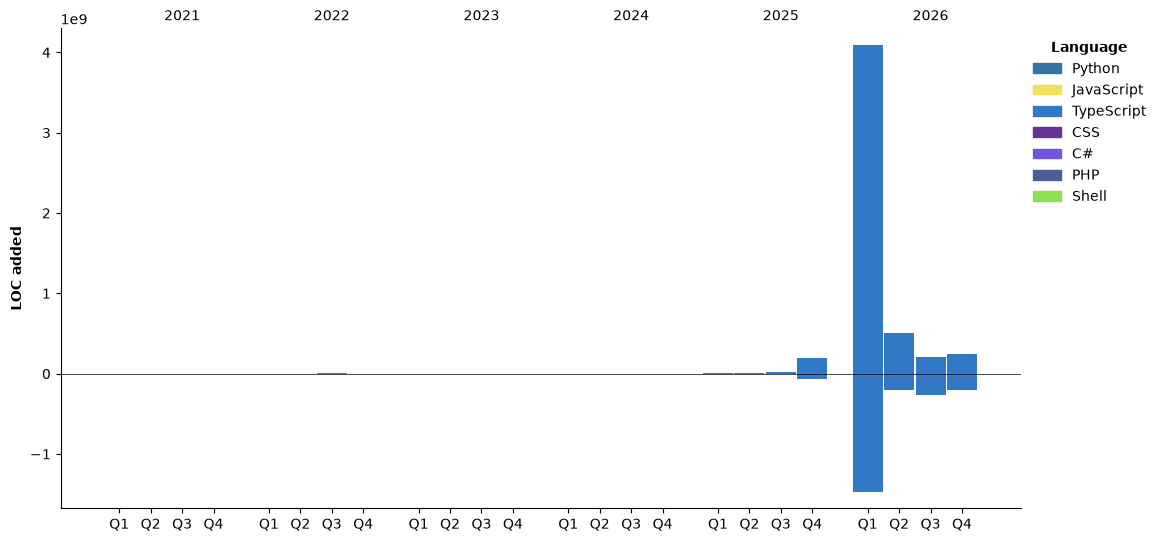 1e9
2021 2022 2023 2024 2025 2026
Language
Python
JavaScript
TypeScript
CSS
C#
PHP
Shell
LOC added
4
3
2
1
0
−1
Q1 Q2 Q3 Q4 Q1 Q2 Q3 Q4 Q1 Q2 Q3 Q4 Q1 Q2 Q3 Q4 Q1 Q2 Q3 Q4 Q1 Q2 Q3 Q4